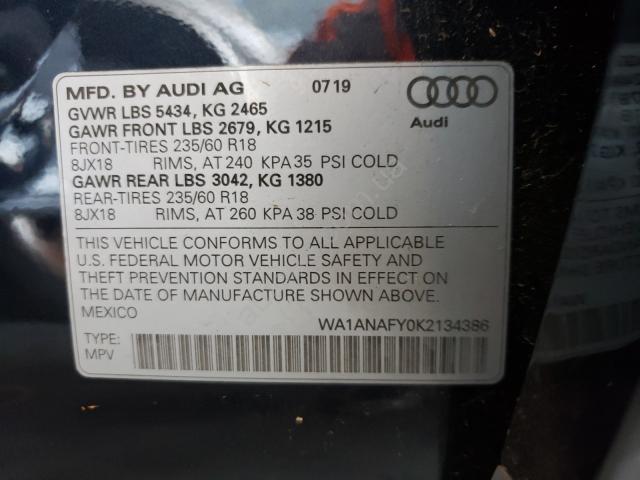 MFD. BY AUDI AG 0719
GVWR LBS 5434, KG 2465
GAWR FRONT LBS 2679, KG 1215
FRONT-TIRES 235/60 R18
8JX18 RIMS, AT 240 KPA 35 PSI COLD
GAWR REAR LBS 3042, KG 1380
REAR-TIRES 235/60 R18
8JX18 RIMS, AT 260 KPA 38 PSI COLD
Audi
THIS VEHICLE CONFORMS TO ALL APPLICABLE
U.S. FEDERAL MOTOR VEHICLE SAFETY AND
THEFT PREVENTION STANDARDS IN EFFECT ON
THE DATE OF MANUFACTURE SHOWN ABOVE.
MEXICO
WA1ANAFY0K2134386
TYPE:
MPV